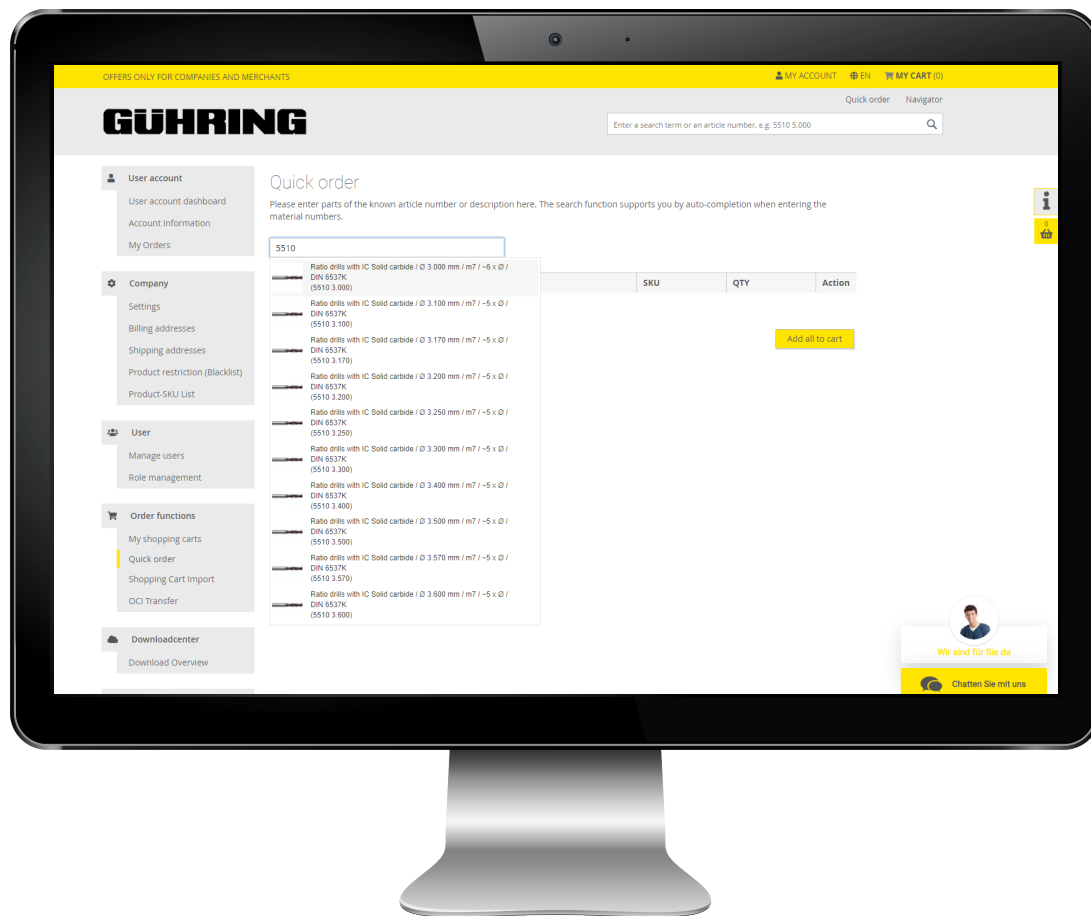 OFFERS ONLY FOR COMPANIES AND MERCHANTS
MY ACCOUNT EN MY CART (0)
Quick order Navigator
GÜHRING
Enter a search term or an article number, e.g. 5510 5.000
User account
User account dashboard
Account Information
My Orders
Company
Settings
Billing addresses
Shipping addresses
Product restriction (Blacklist)
Product-SKU List
User
Manage users
Role management
Order functions
My shopping carts
Quick order
Shopping Cart Import
OCI Transfer
Downloadcenter
Download Overview
Quick order
Please enter parts of the known article number or description here. The search function supports you by auto-completion when entering the
material numbers.
5510
SKU QTY Action
Add all to cart
Ratio drills with IC Solid carbide / Ø 3.000 mm / m7 / ~6 x Ø /
DIN 6537K
(5510 3.000)
Ratio drills with IC Solid carbide / Ø 3.100 mm / m7 / ~5 x Ø /
DIN 6537K
(5510 3.100)
Ratio drills with IC Solid carbide / Ø 3.170 mm / m7 / ~5 x Ø /
DIN 6537K
(5510 3.170)
Ratio drills with IC Solid carbide / Ø 3.200 mm / m7 / ~5 x Ø /
DIN 6537K
(5510 3.200)
Ratio drills with IC Solid carbide / Ø 3.250 mm / m7 / ~5 x Ø /
DIN 6537K
(5510 3.250)
Ratio drills with IC Solid carbide / Ø 3.300 mm / m7 / ~5 x Ø /
DIN 6537K
(5510 3.300)
Ratio drills with IC Solid carbide / Ø 3.400 mm / m7 / ~5 x Ø /
DIN 6537K
(5510 3.400)
Ratio drills with IC Solid carbide / Ø 3.500 mm / m7 / ~5 x Ø /
DIN 6537K
(5510 3.500)
Ratio drills with IC Solid carbide / Ø 3.570 mm / m7 / ~5 x Ø /
DIN 6537K
(5510 3.570)
Ratio drills with IC Solid carbide / Ø 3.600 mm / m7 / ~5 x Ø /
DIN 6537K
(5510 3.600)
i
0
Wir sind für Sie da
Chatten Sie mit uns